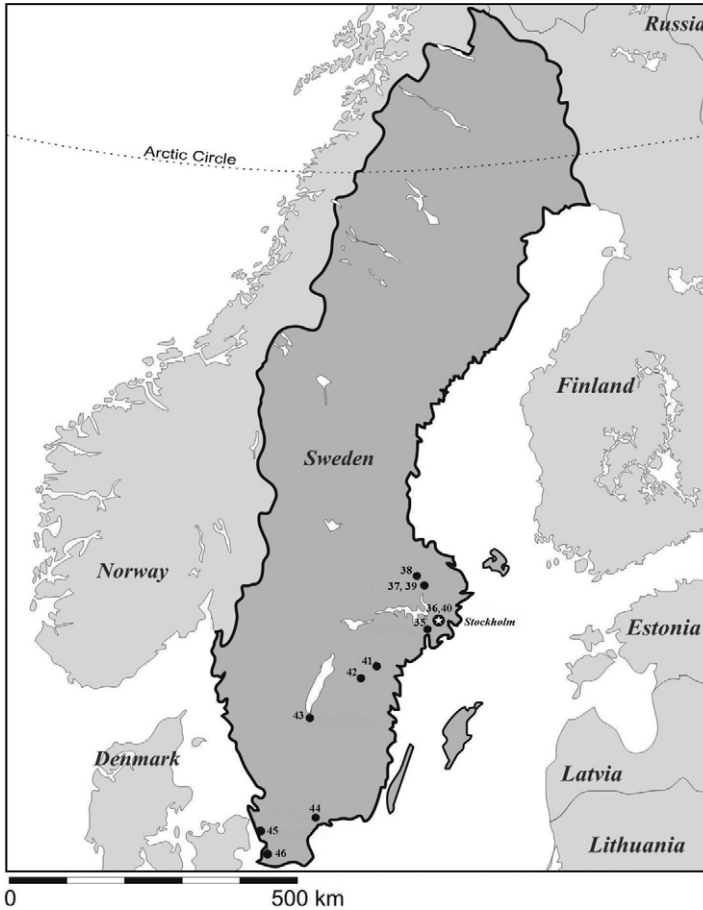 Russia
Arctic Circle
Finland
Sweden
Norway
38
37, 39
36,40
Stockholm
35
Estonia
41
42
43
Denmark
Latvia
44
45
Lithuania
46
0 500 km